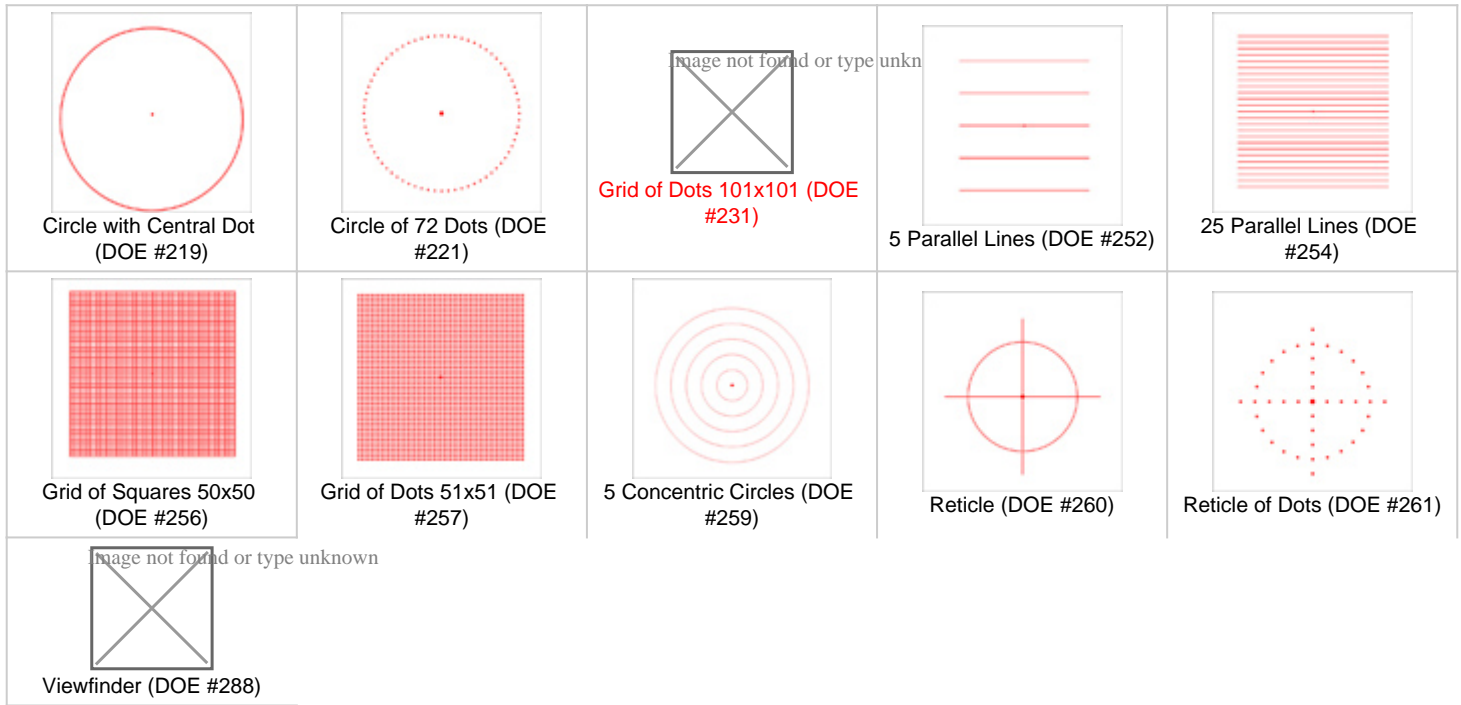 Image not found or type unkn
Circle with Central Dot
(DOE #219)
Circle of 72 Dots (DOE
#221)
Grid of Dots 101x101 (DOE
#231)
5 Parallel Lines (DOE #252)
25 Parallel Lines (DOE
#254)
Grid of Squares 50x50
(DOE #256)
Grid of Dots 51x51 (DOE
#257)
5 Concentric Circles (DOE
#259)
Reticle (DOE #260)
Reticle of Dots (DOE #261)
Image not found or type unknown
Viewfinder (DOE #288)